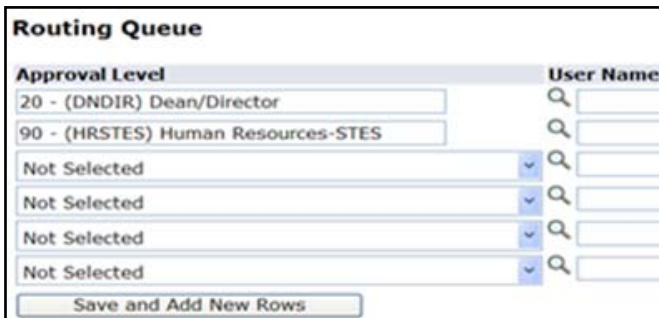 Routing Queue
Approval Level User Name
20 - (DNDIR) Dean/Director
90 - (HRSTES) Human Resources-STES
Not Selected
Not Selected
Not Selected
Not Selected
Save and Add New Rows